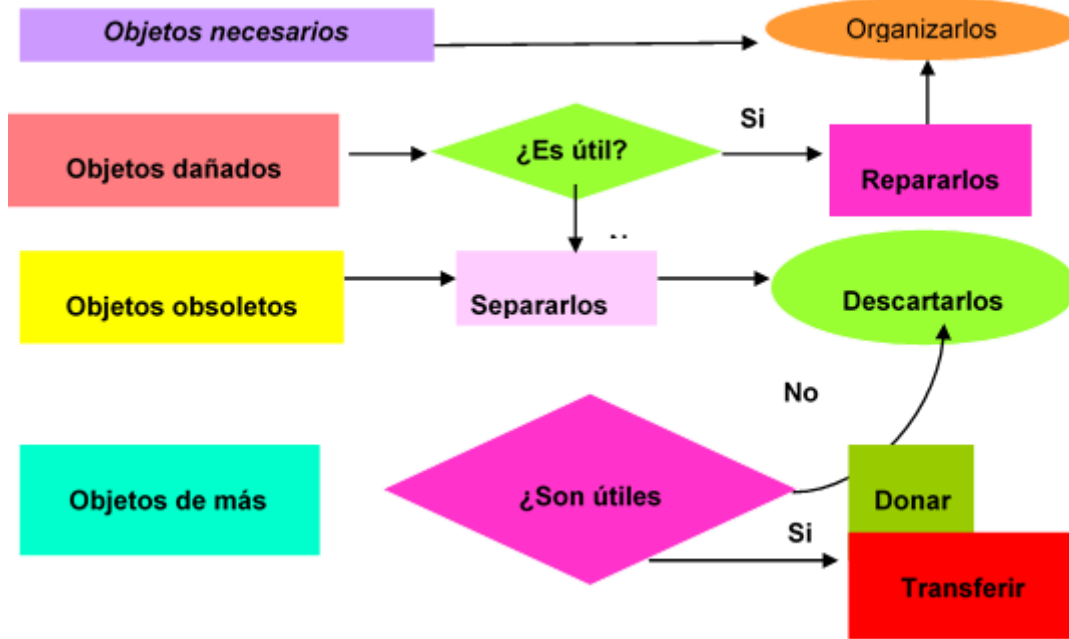 Objetos necesarios
Organizarlos
Objetos dañados
¿Es útil?
Si
Repararlos
Objetos obsoletos
Separarlos
Descartarlos
No
Objetos de más
¿Son útiles
Donar
Si
Transferir